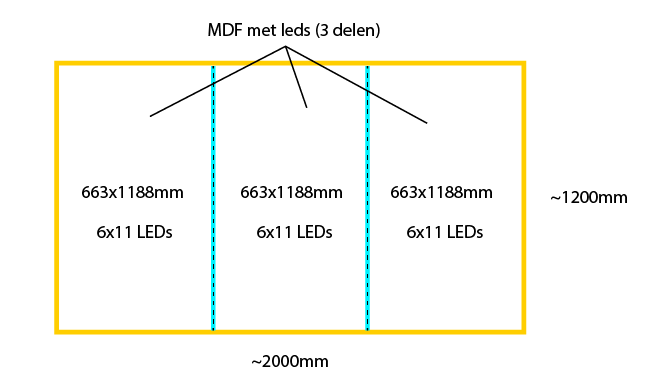 MDF met leds (3 delen)
663x1188mm 663x1188mm 663x1188mm
6x11 LEDs 6x11 LEDs 6x11 LEDs
~1200mm
~2000mm